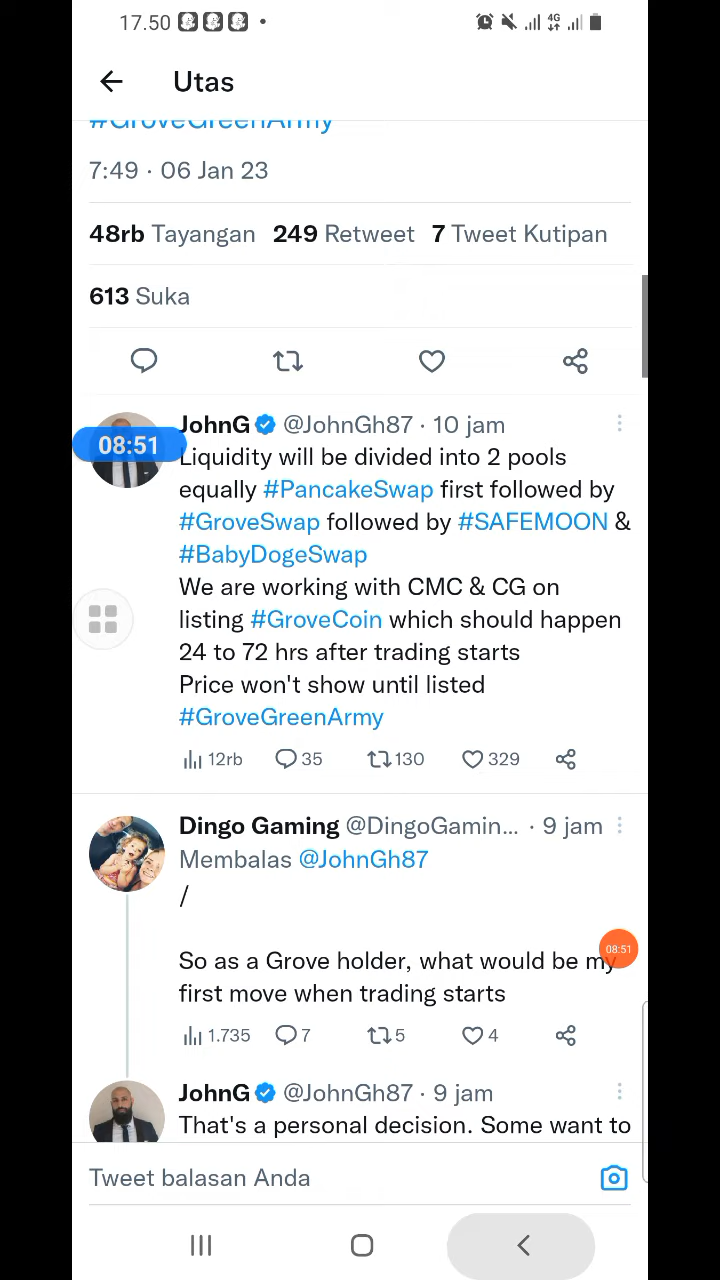 17.50
4G
Utas
#GroveGreenArmy
7:49 · 06 Jan 23
48rb Tayangan 249 Retweet 7 Tweet Kutipan
613 Suka
JohnG @JohnGh87 · 10 jam
08:51
Liquidity will be divided into 2 pools
equally #PancakeSwap first followed by
#GroveSwap followed by #SAFEMOON &
#BabyDogeSwap
We are working with CMC & CG on
listing #GroveCoin which should happen
24 to 72 hrs after trading starts
Price won't show until listed
#GroveGreenArmy
12rb 35 130 329
Dingo Gaming @DingoGamin... · 9 jam
Membalas @JohnGh87
/
08:51
So as a Grove holder, what would be my
first move when trading starts
1.735 7 5 4
JohnG @JohnGh87 · 9 jam
That's a personal decision. Some want to
Tweet balasan Anda